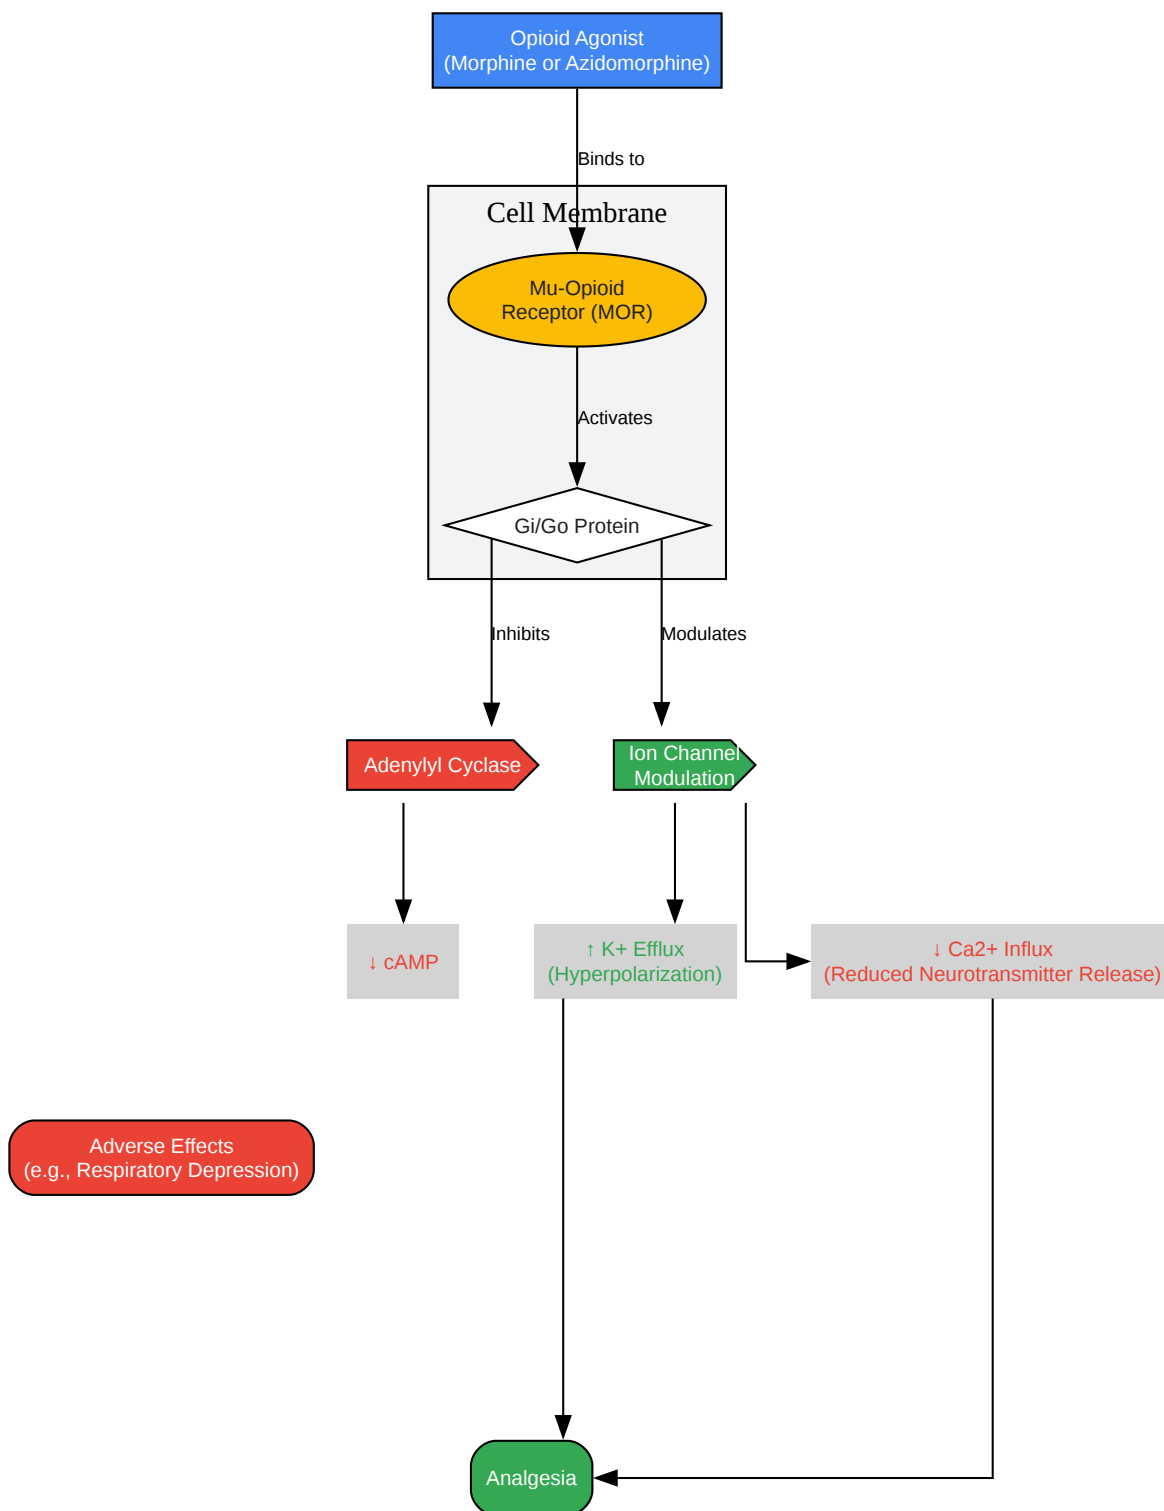 Opioid Agonist
(Morphine or Azidomorphine)
Binds to
Cell Membrane
Mu-Opioid
Receptor (MOR)
Activates
Gi/Go Protein
Inhibits
Modulates
Adenylyl Cyclase
Ion Channel
Modulation
↓ cAMP
↑ K+ Efflux
(Hyperpolarization)
↓ Ca2+ Influx
(Reduced Neurotransmitter Release)
Adverse Effects
(e.g., Respiratory Depression)
Analgesia